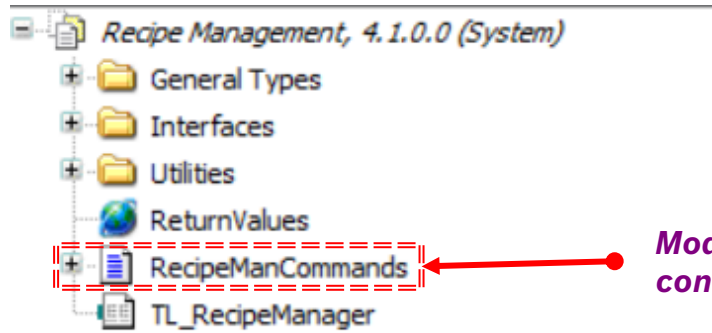 Recipe Management, 4.1.0.0 (System)
General Types
Interfaces
Utilities
ReturnValues
RecipeManCommands
TL_RecipeManager